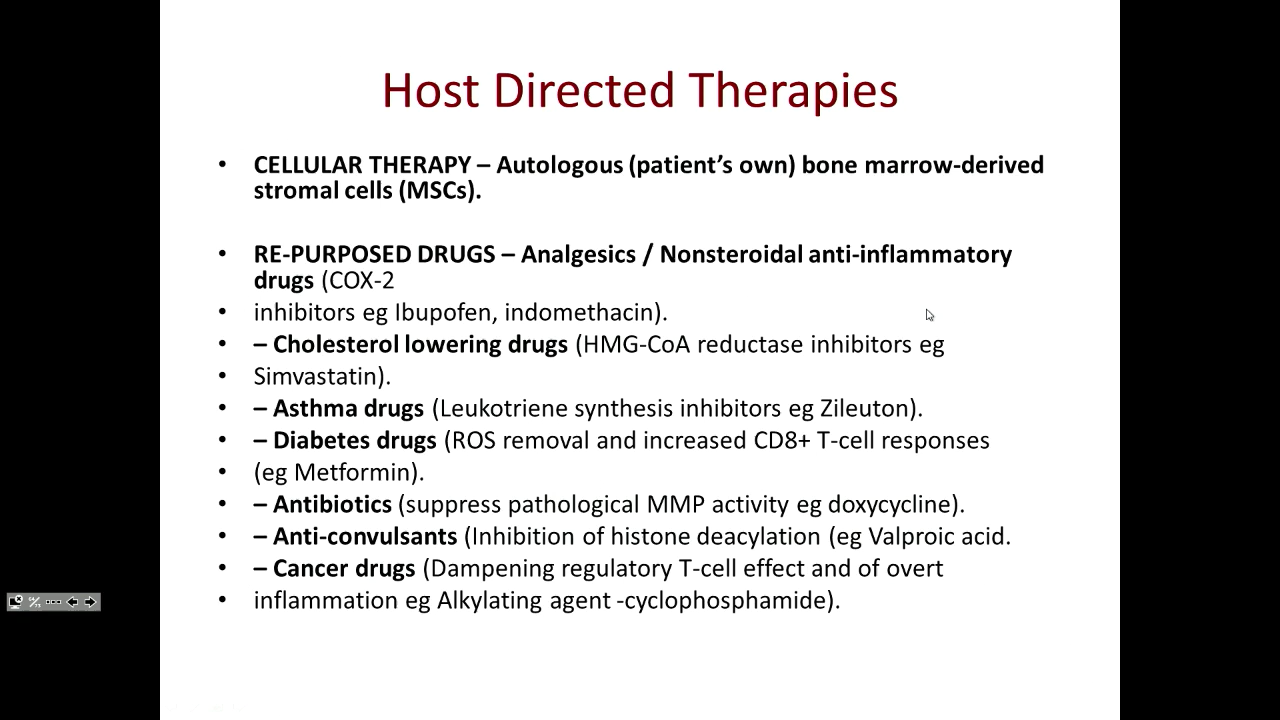 Host Directed Therapies
• CELLULAR THERAPY – Autologous (patient’s own) bone marrow-derived
stromal cells (MSCs).
• RE-PURPOSED DRUGS – Analgesics / Nonsteroidal anti-inflammatory
drugs (COX-2
• inhibitors eg Ibupofen, indomethacin).
• – Cholesterol lowering drugs (HMG-CoA reductase inhibitors eg
• Simvastatin).
• – Asthma drugs (Leukotriene synthesis inhibitors eg Zileuton).
• – Diabetes drugs (ROS removal and increased CD8+ T-cell responses
• (eg Metformin).
• – Antibiotics (suppress pathological MMP activity eg doxycycline).
• – Anti-convulsants (Inhibition of histone deacylation (eg Valproic acid.
• – Cancer drugs (Dampening regulatory T-cell effect and of overt
• inflammation eg Alkylating agent -cyclophosphamide).